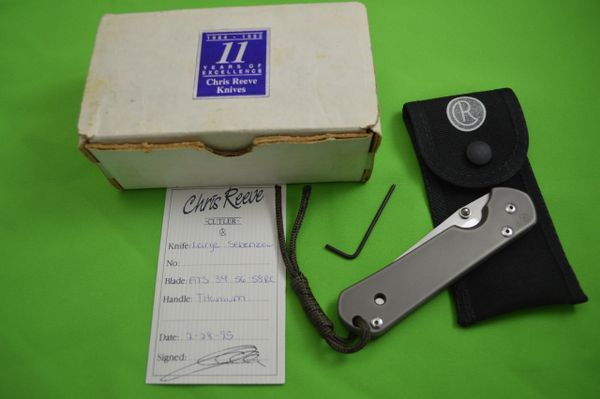 1984 - 1995
11
YEARS OF
EXCELLENCE
Chris Reeve
Knives
R
Chris Reeve
·CUTLER·
Knife: Large Sebenza
No:
Blade: ATS 34 56-58RC
Handle: Titanium
Date: 2-28-95
Signed: